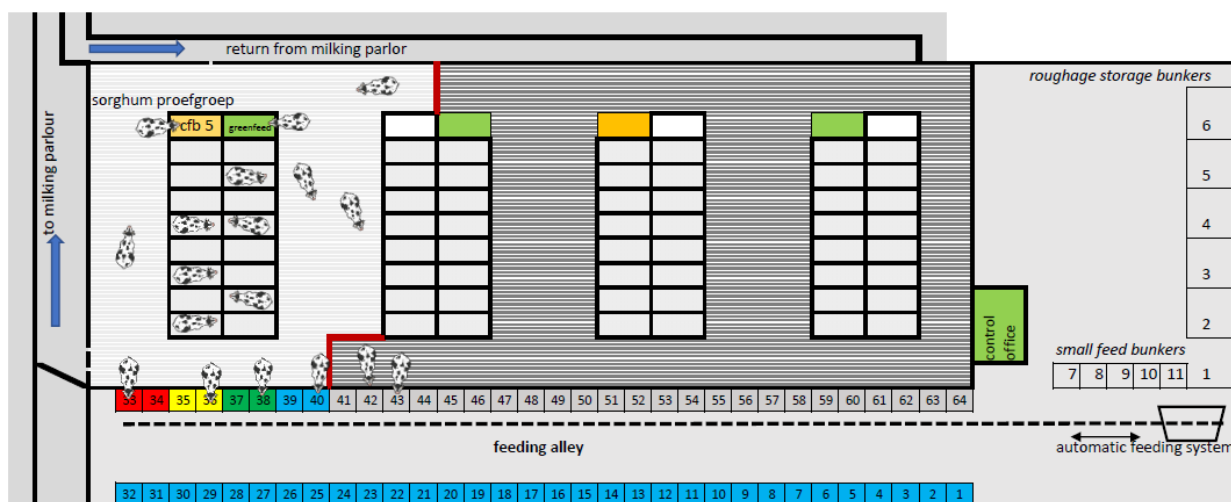 return from milking parlor
to milking parlour
sorghum proefgroep
roughage storage bunkers
cfb 5
greenfeed
6
5
4
3
2
control
office
small feed bunkers
7 8 9 10 11 1
33 34 35 36 37 38 39 40 41 42 43 44 45 46 47 48 49 50 51 52 53 54 55 56 57 58 59 60 61 62 63 64
feeding alley
automatic feeding system
32 31 30 29 28 27 26 25 24 23 22 21 20 19 18 17 16 15 14 13 12 11 10 9 8 7 6 5 4 3 2 1